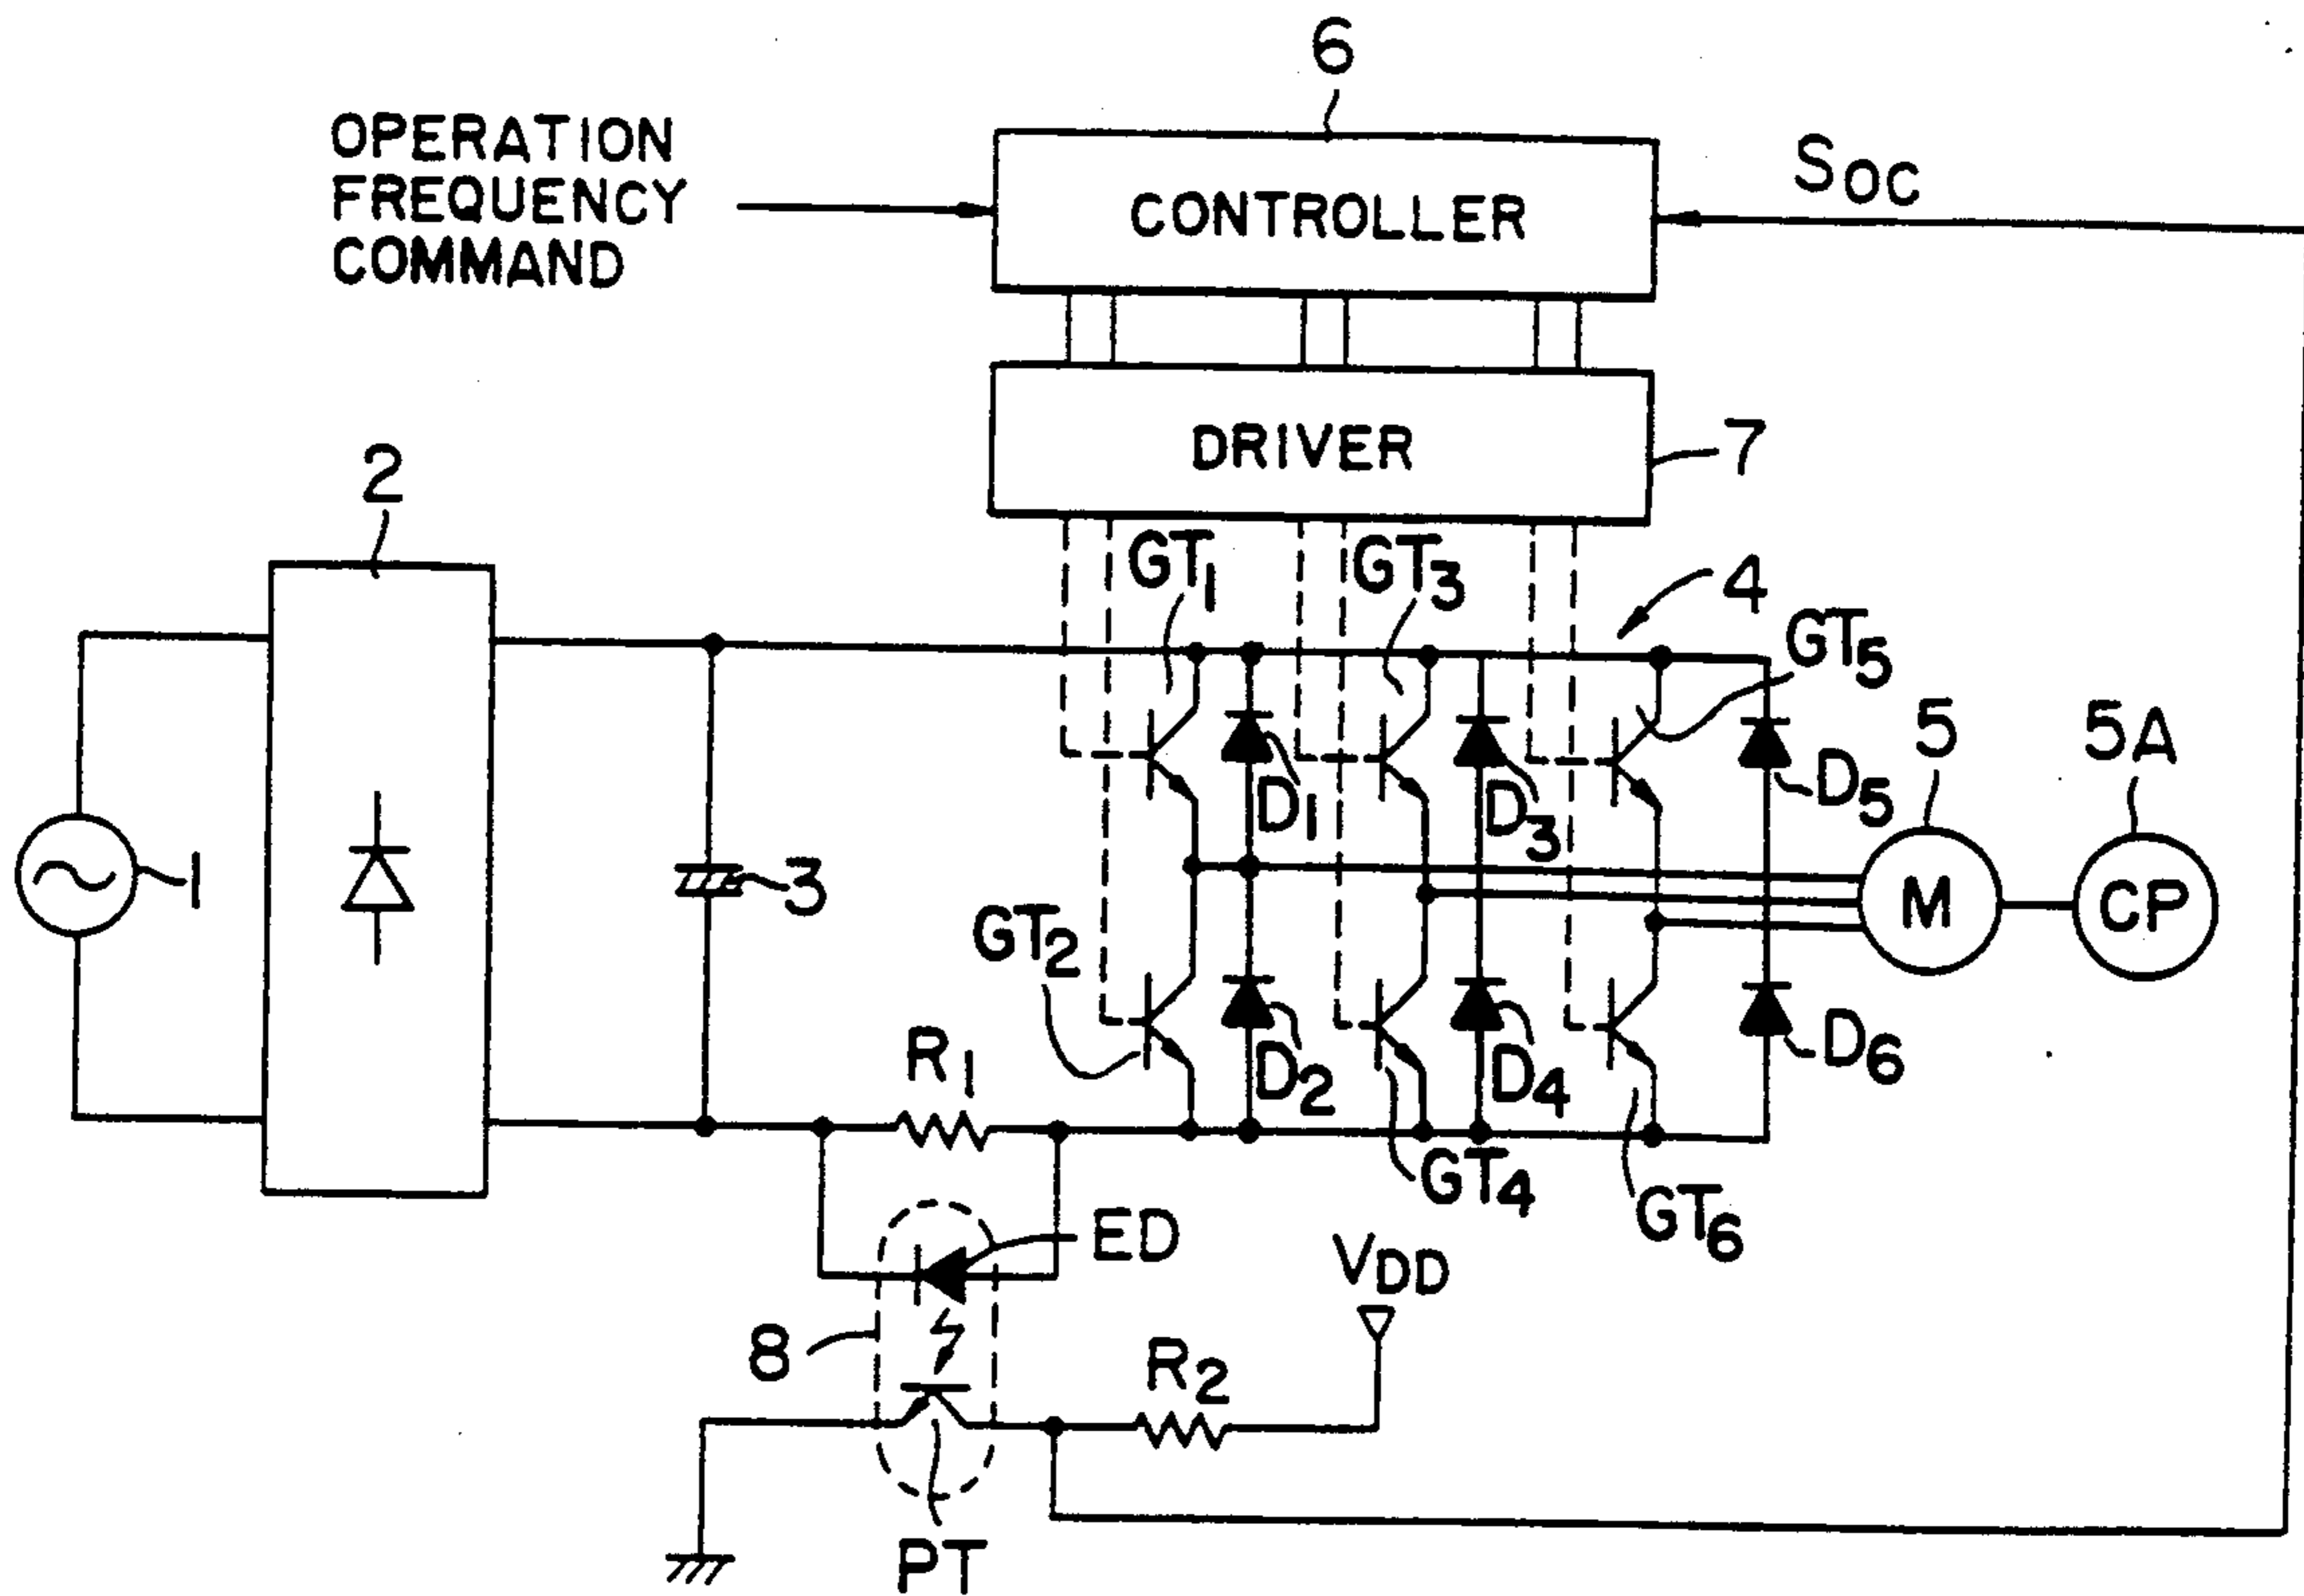 6
OPERATION
FREQUENCY
COMMAND
CONTROLLER
SOC
DRIVER
7
2
GT1
GT3
4
GT5
5
5A
D1
D3
D5
1
3
M
CP
GT2
R1
D2
D4
D6
GT4
GT6
ED
VDD
8
R2
PT